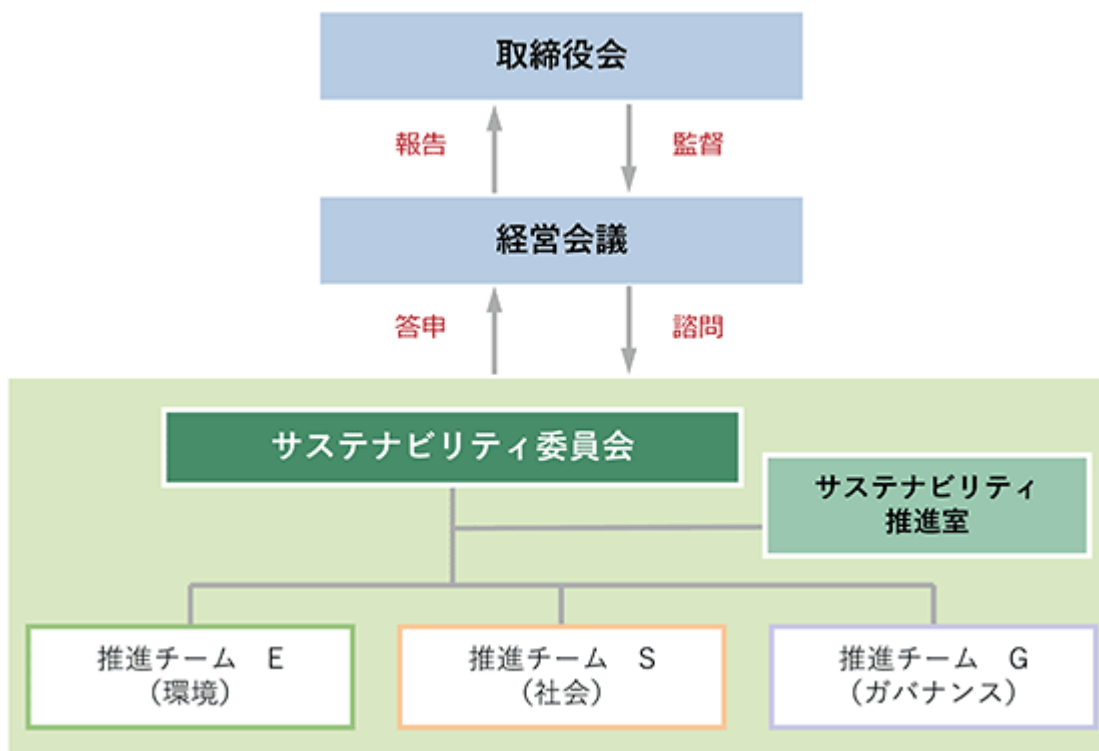 取締役会
報告
監督
経営会議
答申
諮問
サステナビリティ委員会
サステナビリティ
推進室
推進チーム　E
（環境）
推進チーム　S
（社会）
推進チーム　G
（ガバナンス）